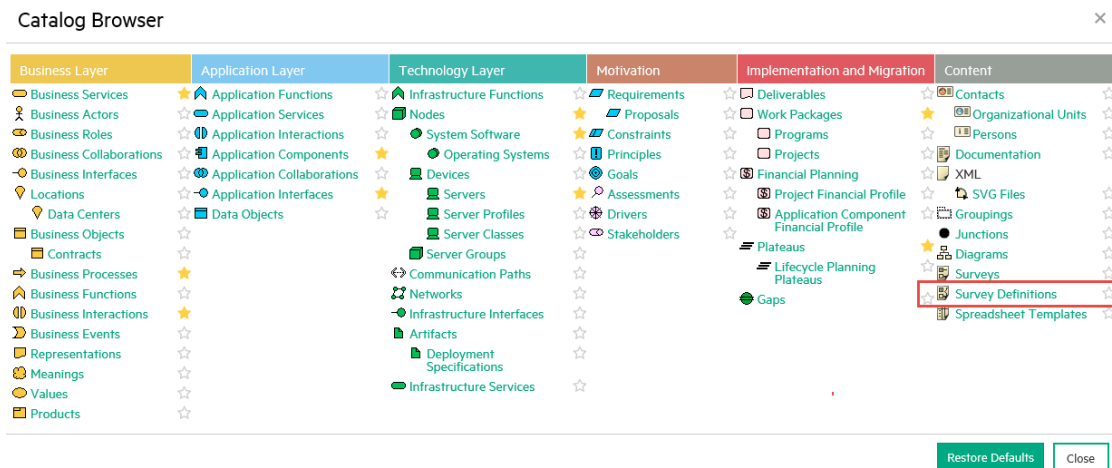 Catalog Browser
Business Layer
Business Services
Business Actors
Business Roles
Business Collaborations
Business Interfaces
Locations
Data Centers
Business Objects
Contracts
Business Processes
Business Functions
Business Interactions
Business Events
Representations
Meanings
Values
Products
Application Layer
Application Functions
Application Services
Application Interactions
Application Components
Application Collaborations
Application Interfaces
Data Objects
Technology Layer
Infrastructure Functions
Nodes
System Software
Operating Systems
Devices
Servers
Server Profiles
Server Classes
Server Groups
Communication Paths
Networks
Infrastructure Interfaces
Artifacts
Deployment
Specifications
Infrastructure Services
Motivation
Requirements
Proposals
Constraints
Principles
Goals
Assessments
Drivers
Stakeholders
Implementation and Migration
Deliverables
Work Packages
Programs
Projects
Financial Planning
Project Financial Profile
Application Component
Financial Profile
Plateaus
Lifecycle Planning
Plateaus
Gaps
Content
Contacts
Organizational Units
Persons
Documentation
XML
SVG Files
Groupings
Junctions
Diagrams
Surveys
Survey Definitions
Spreadsheet Templates
Restore Defaults
Close